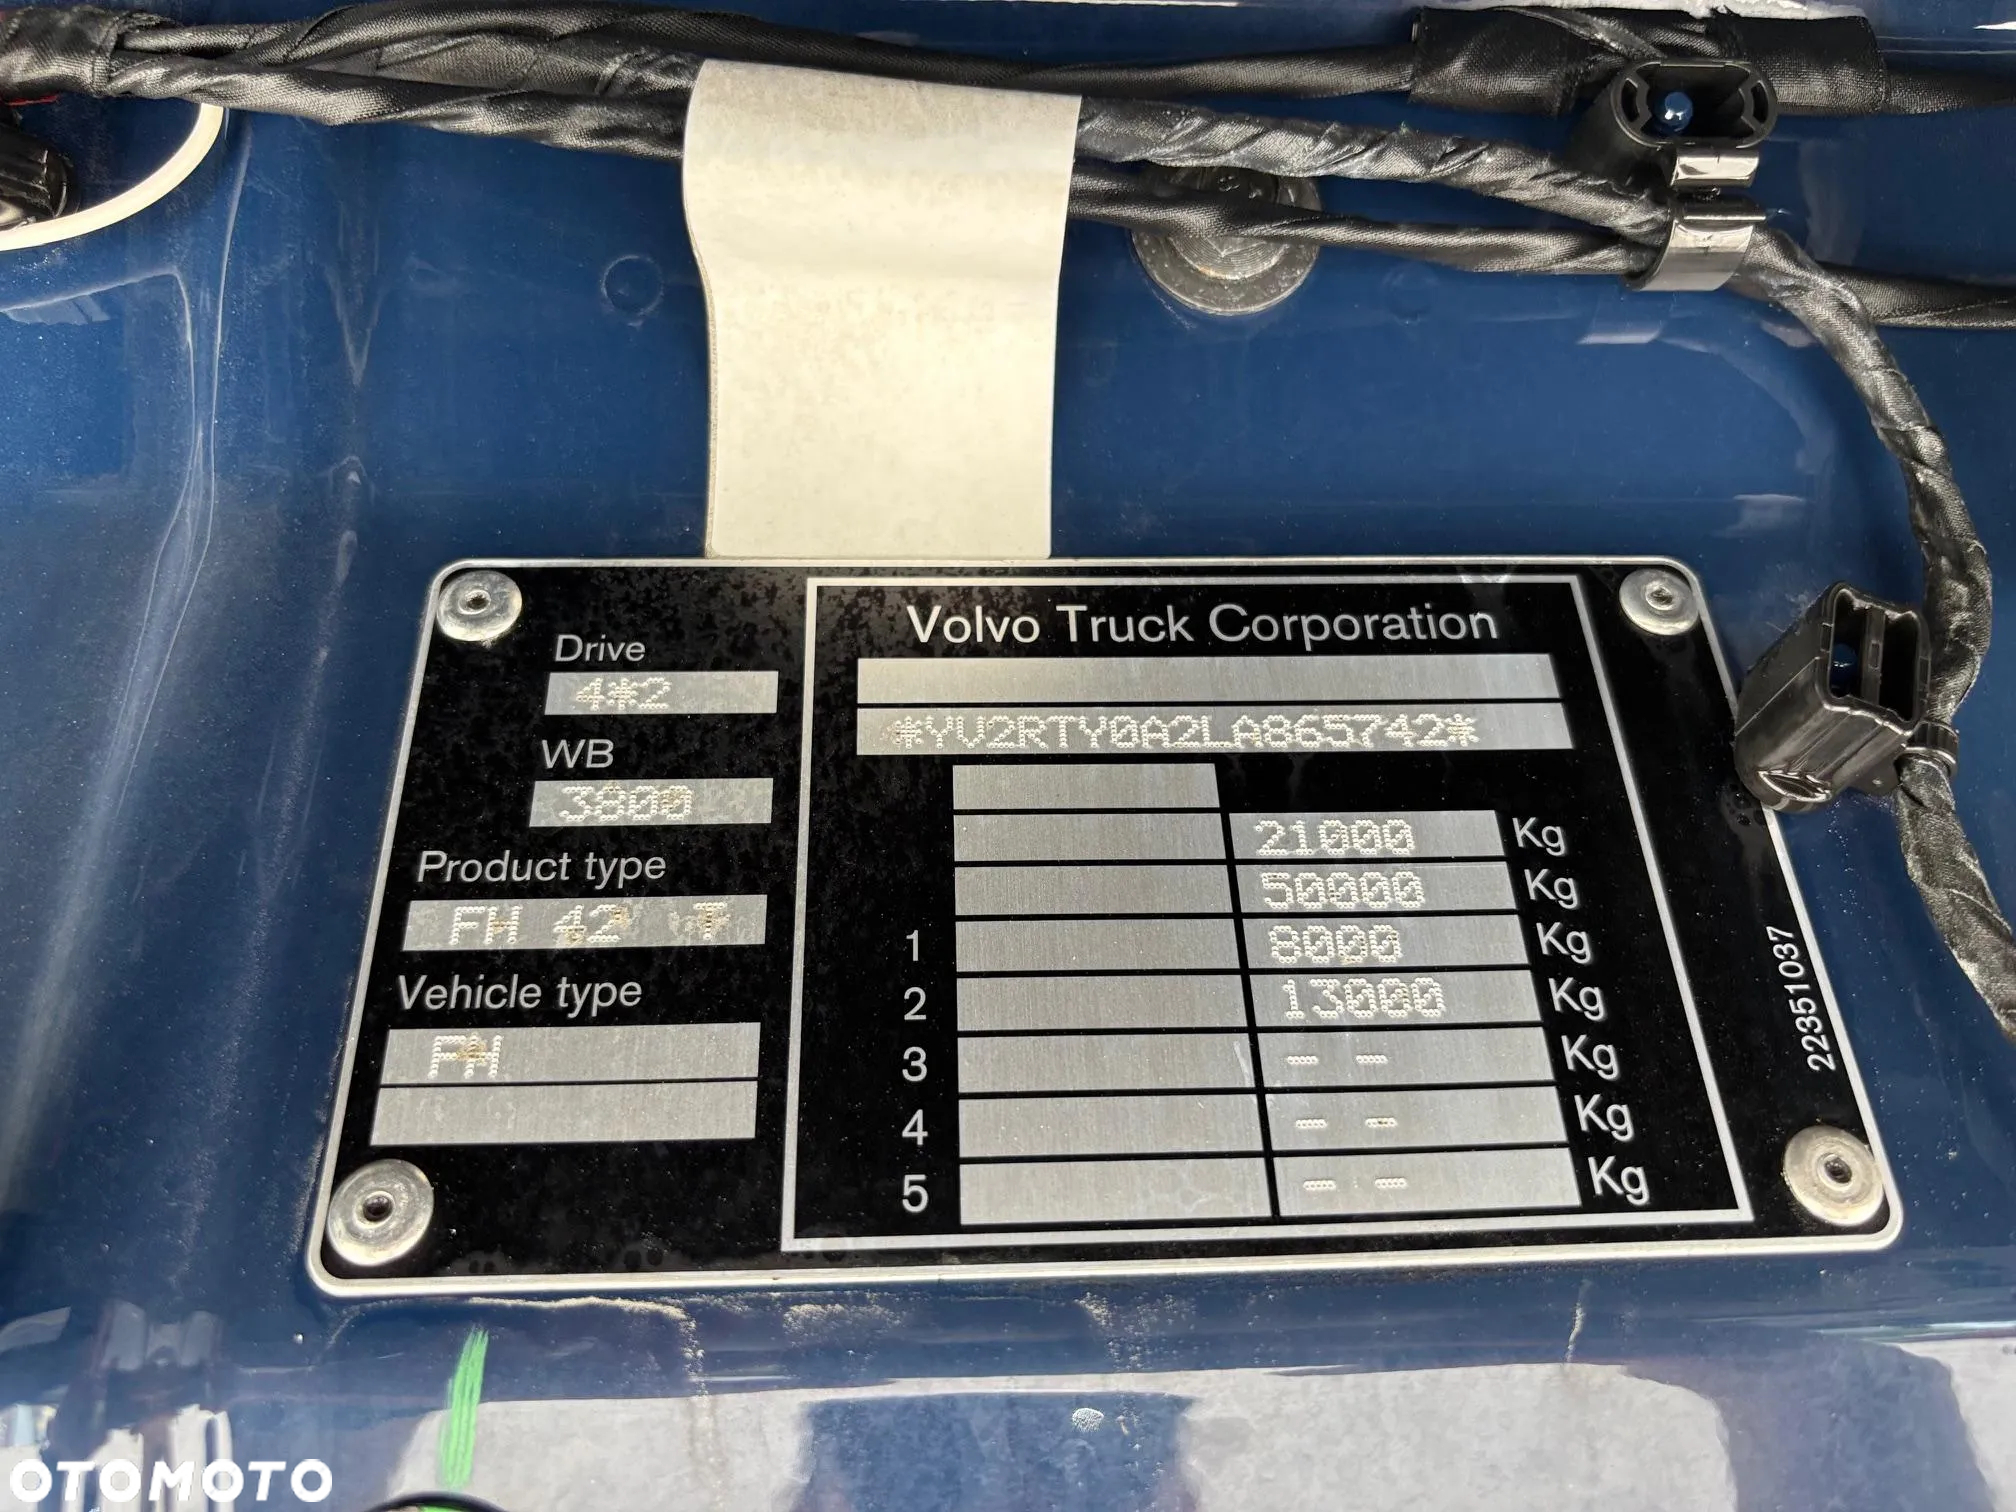 Volvo Truck Corporation
*YV2RTY0A2LA865742*
Drive
4*2
WB
3800
Product type
FH 42 T
Vehicle type
FH
21000 Kg
50000 Kg
1 8000 Kg
2 13000 Kg
3 - - Kg
4 - - Kg
5 - - Kg
22351037
OTOMOTO